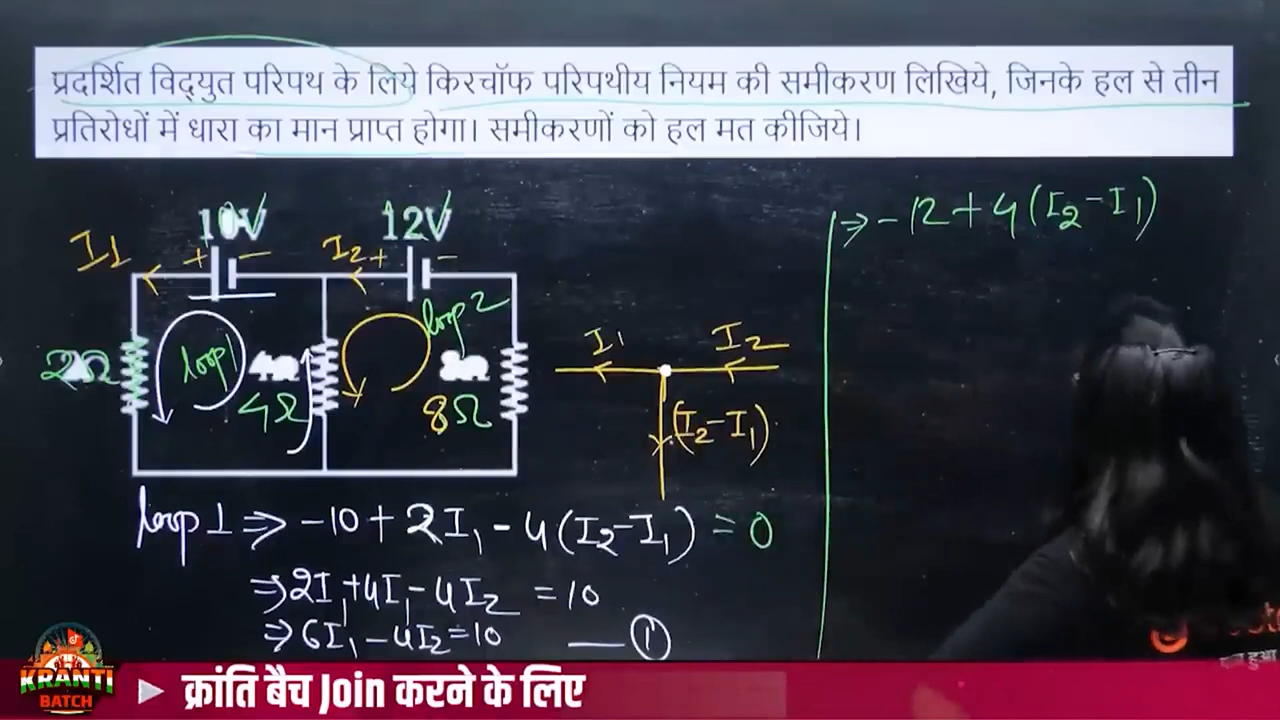 प्रदर्शित विद्युत परिपथ के लिये किरचॉफ परिपथीय नियम की समीकरण लिखिये, जिनके हल से तीन
प्रतिरोधों में धारा का मान प्राप्त होगा। समीकरणों को हल मत कीजिये।
⇒ -12 + 4(I₂-I₁)
10V 12V
I1 + - I₂ + -
loop 2
2Ω loop 1 4Ω 8Ω
I₁ I₂
(I₂-I₁)
loop 1 ⇒ -10 + 2I₁ - 4(I₂-I₁) = 0
⇒ 2I₁+4I₁-4I₂ = 10
⇒ 6I₁-4I₂=10 — ①
KRANTI
BATCH
क्रांति बैच Join करने के लिए